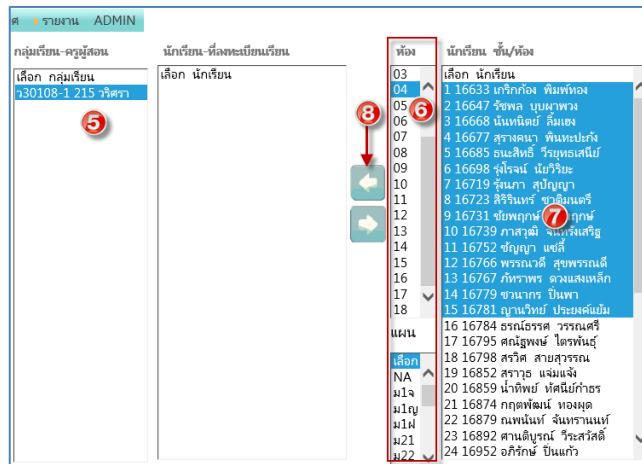 ศ รายงาน ADMIN
กลุ่มเรียน-ครูผู้สอน
เลือก กลุ่มเรียน
ว30108-1 215 วริศรา
5
นักเรียน-ที่ลงทะเบียนเรียน
เลือก นักเรียน
8
ห้อง
03
04
05
06
07
08
09
10
11
12
13
14
15
16
17
18
6
แผน
เลือก
NA
ม1จ
ม1ญ
ม1ฝ
ม21
ม22
นักเรียน ชั้น/ห้อง
เลือก นักเรียน
1 16633 เกริกก้อง พิมพ์ทอง
2 16647 รัชพล บุบผาพวง
3 16668 นันทนิตย์ ลิ้มเฮง
4 16677 สุรางคนา พินทะปะกัง
5 16685 ธนะสิทธิ์ วีรยุทธเสนีย์
6 16698 รุ่งโรจน์ นัยวิริยะ
7 16719 รุ้งนภา สุปัญญา
8 16723 สิริรินทร์ ชาติมนตรี
9 16731 ชัยพฤกษ์
7
10 16739 ภาสวุฒิ
11 16752 ชัญญา แซ่ลี้
12 16766 พรรณวดี สุขพรรณดี
13 16767 ภัทราพร ดวงแสงเหล็ก
14 16779 ชวนากร ปิ่นพา
15 16781 ญานวิทย์ ประยงค์แย้ม
16 16784 ธรณ์ธรรศ วรรณศรี
17 16795 ศณัฐพงษ์ ไตรพันธุ์
18 16798 สรวิศ สายสุวรรณ
19 16852 สราวุธ แจ่มแจ้ง
20 16859 น้ำทิพย์ ทัศนีย์กำธร
21 16874 กฤตพัฒน์ ทองผุด
22 16879 ณพนันท์ จันทรานนท์
23 16892 ศานติบูรณ์ วีระสวัสดิ์
24 16952 อภิรักษ์ ปิ่นแก้ว